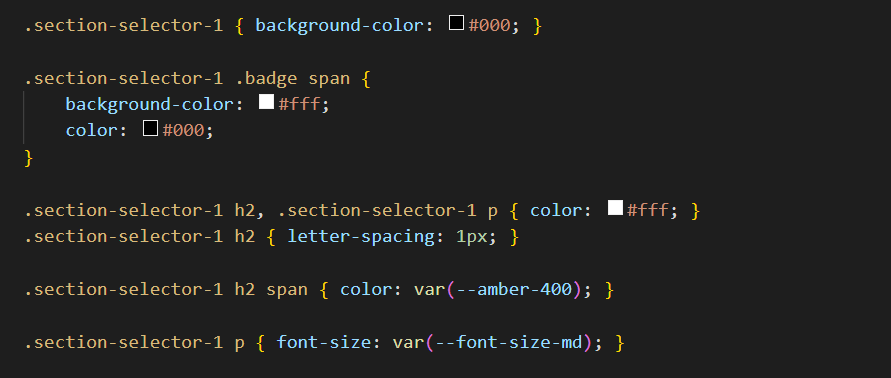 .section-selector-1 { background-color: #000; }
.section-selector-1 .badge span {
background-color: #fff;
color: #000;
}
.section-selector-1 h2, .section-selector-1 p { color: #fff; }
.section-selector-1 h2 { letter-spacing: 1px; }
.section-selector-1 h2 span { color: var(--amber-400); }
.section-selector-1 p { font-size: var(--font-size-md); }